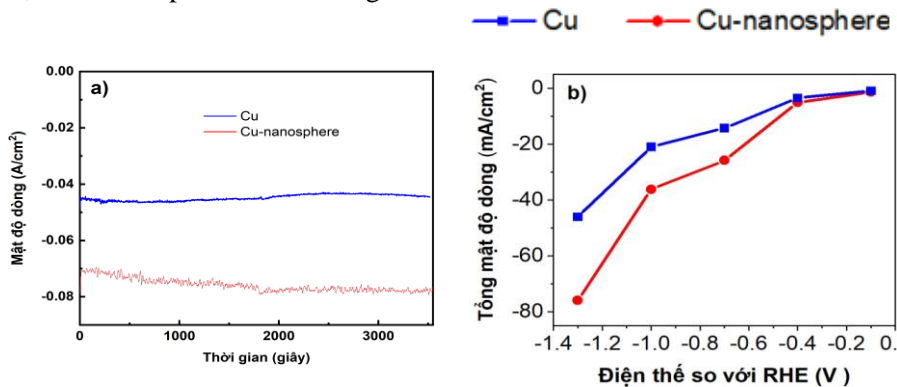 Cu Cu-nanosphere
a)
Cu
Cu-nanosphere
0.00
-0.02
-0.04
-0.06
-0.08
Mật độ dòng (A/cm²)
0 1000 2000 3000
Thời gian (giây)
b)
0
-20
-40
-60
-80
Tổng mật độ dòng (mA/cm²)
-1.4 -1.2 -1.0 -0.8 -0.6 -0.4 -0.2 0.
Điện thế so với RHE (V )